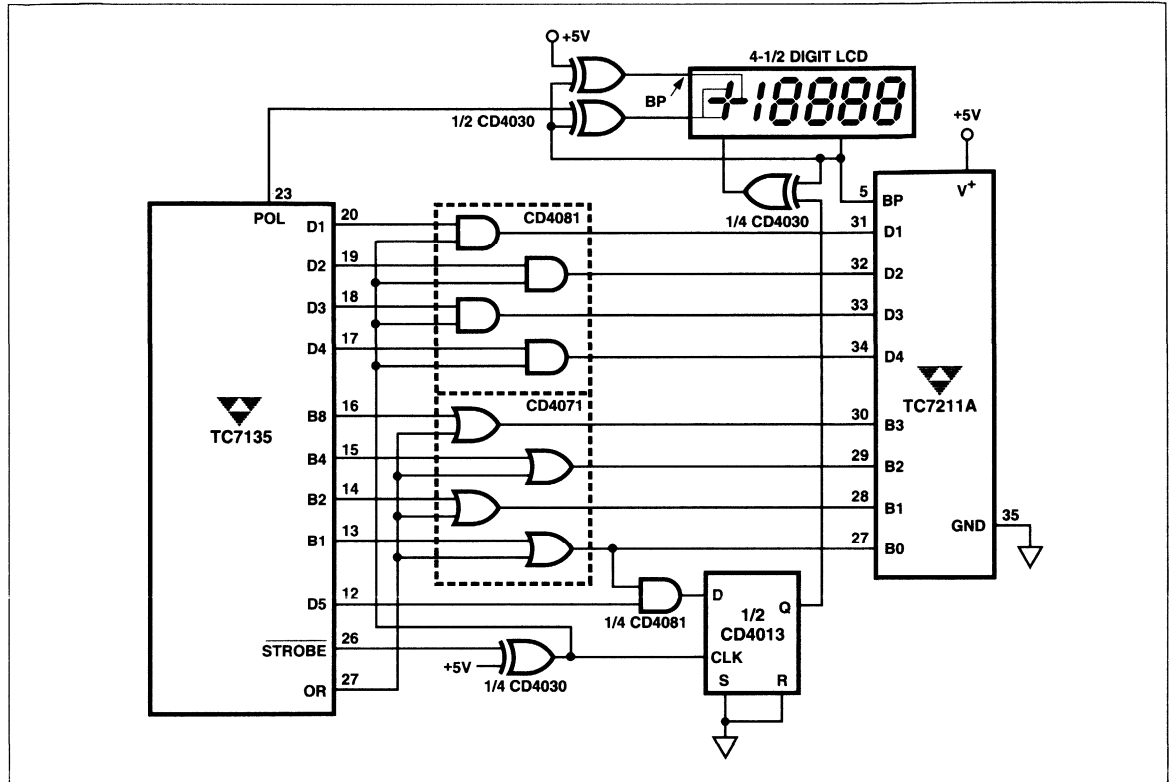 +5V
4-1/2 DIGIT LCD
BP
1/2 CD4030
+18888
+5V
23
POL
CD4081
1/4 CD4030
5
BP
V+
D1
20
31
D1
D2
19
32
D2
D3
18
33
D3
D4
17
34
D4
CD4071
TC7135
TC7211A
B8
16
30
B3
B4
15
29
B2
B2
14
28
B1
GND
35
B1
13
27
B0
D5
12
1/4 CD4081
D
1/2
CD4013
Q
STROBE
26
+5V
1/4 CD4030
CLK
OR
27
S
R